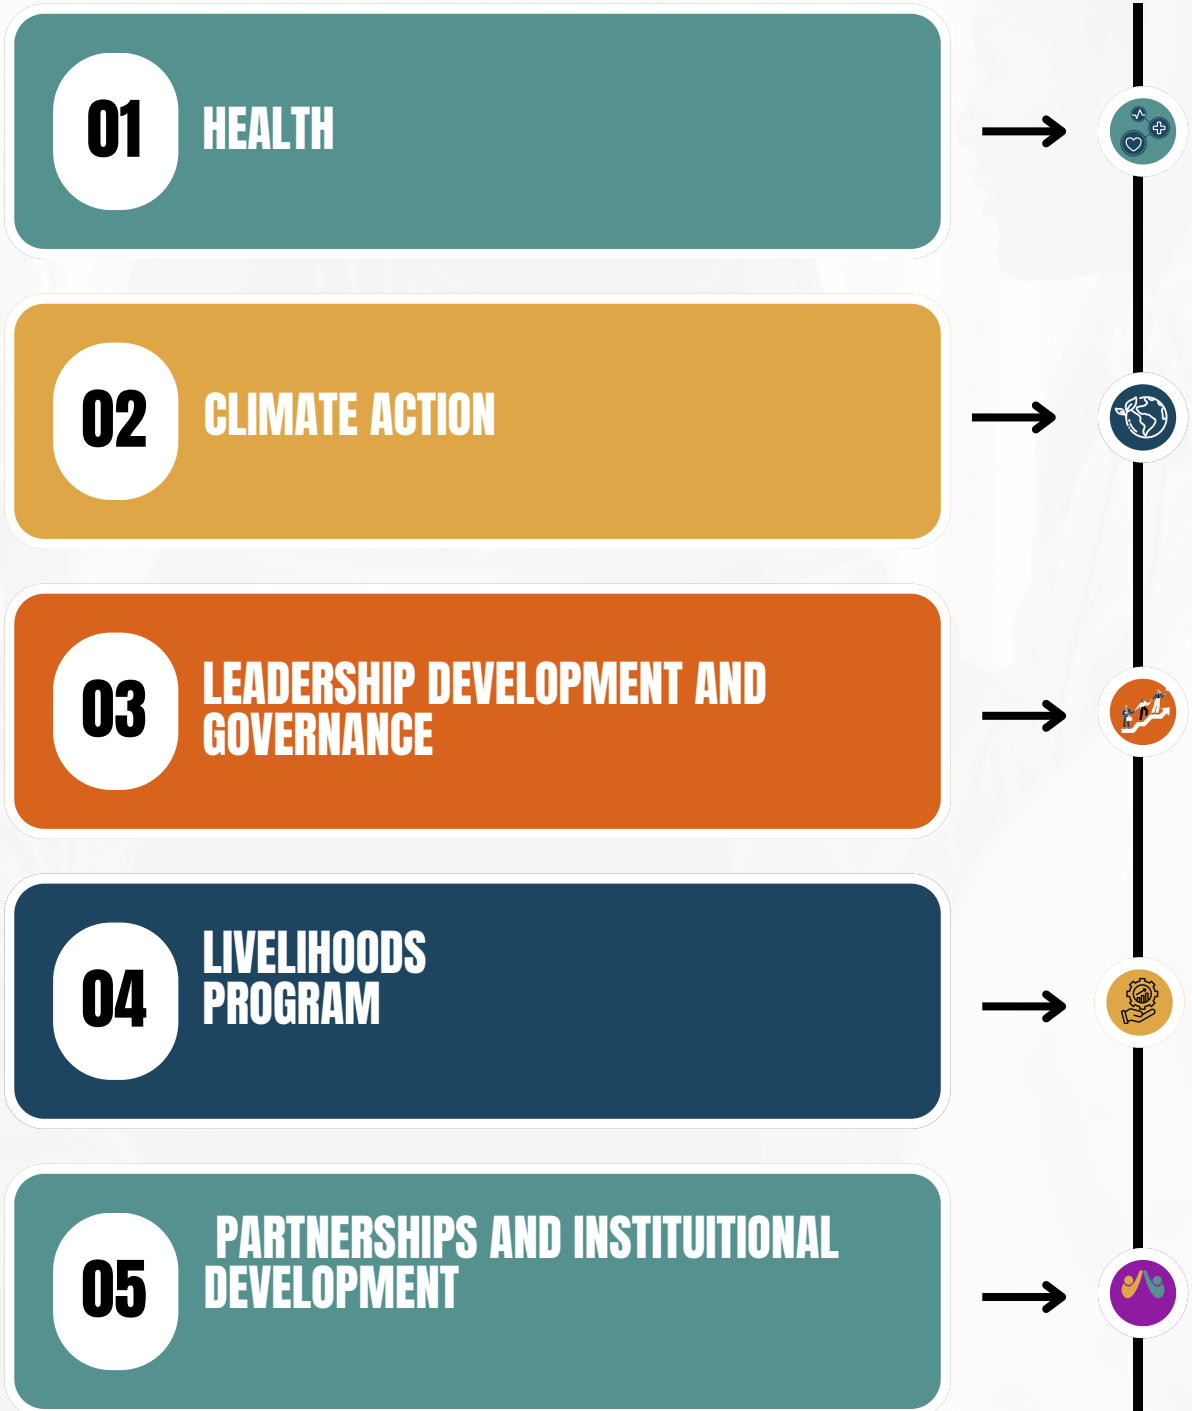 01
HEALTH
02
CLIMATE ACTION
03
LEADERSHIP DEVELOPMENT AND
GOVERNANCE
04
LIVELIHOODS
PROGRAM
05
PARTNERSHIPS AND INSTITUITIONAL
DEVELOPMENT